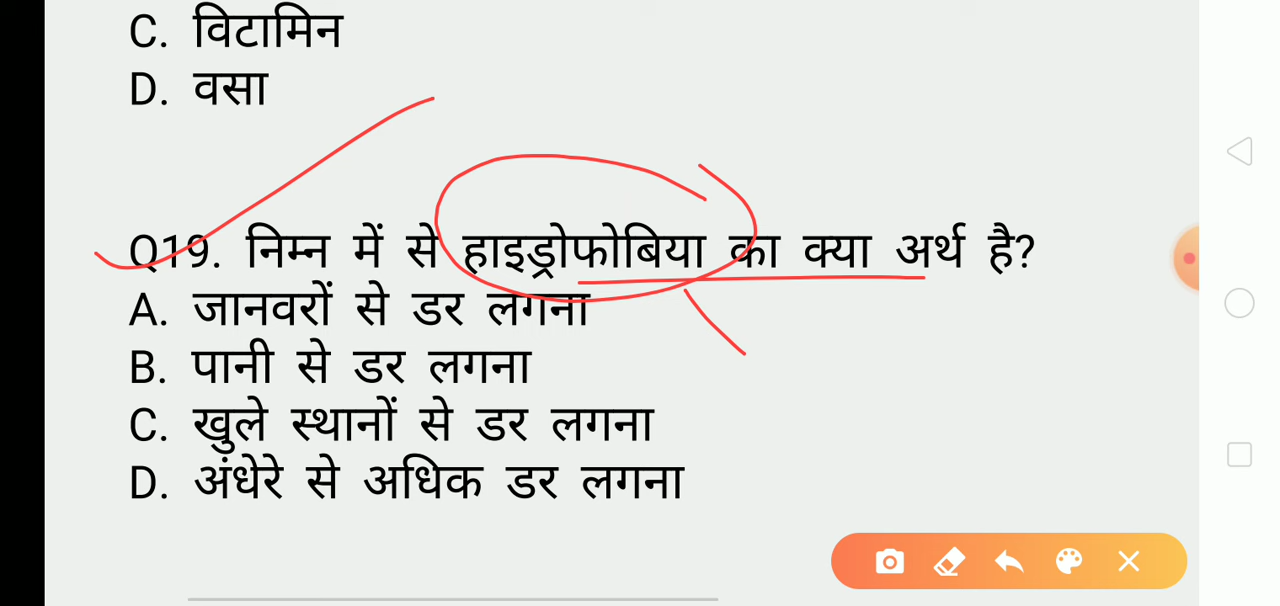 C. विटामिन
D. वसा
Q19. निम्न में से हाइड्रोफोबिया का क्या अर्थ है?
A. जानवरों से डर लगना
B. पानी से डर लगना
C. खुले स्थानों से डर लगना
D. अंधेरे से अधिक डर लगना